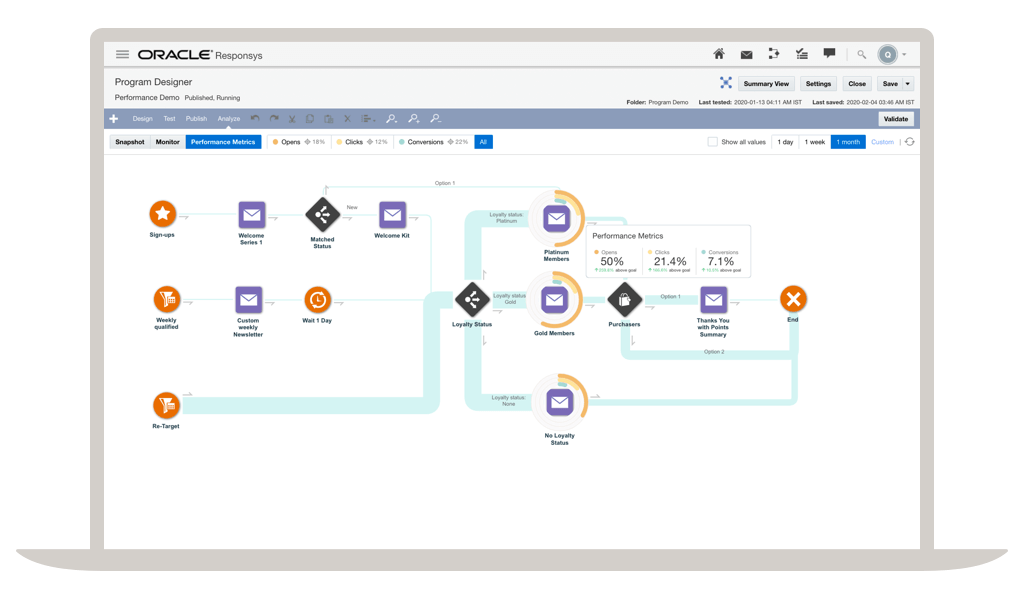 ORACLE Responsys
Q
Program Designer
Summary View
Settings
Close
Save
Performance Demo Published, Running
Folder: Program Demo Last tested: 2020-01-13 04:11 AM IST Last saved: 2020-02-04 03:46 AM IST
Design Test Publish Analyze
Validate
Snapshot Monitor Performance Metrics
Opens 18% Clicks 12% Conversions 22% All
Show all values 1 day 1 week 1 month Custom
Option 1
New
Sign-ups
Welcome
Series 1
Matched
Status
Welcome Kit
Loyalty status:
Platinum
Platinum
Members
Performance Metrics
Opens Clicks Conversions
50% 21.4% 7.1%
above goal above goal above goal
Weekly
qualified
Custom
weekly
Newsletter
Wait 1 Day
Loyalty Status
Loyalty status:
Gold
Gold Members
Purchasers
Option 1
Thanks You
with Points
Summary
End
Option 2
Re-Target
Loyalty status:
None
No Loyalty
Status